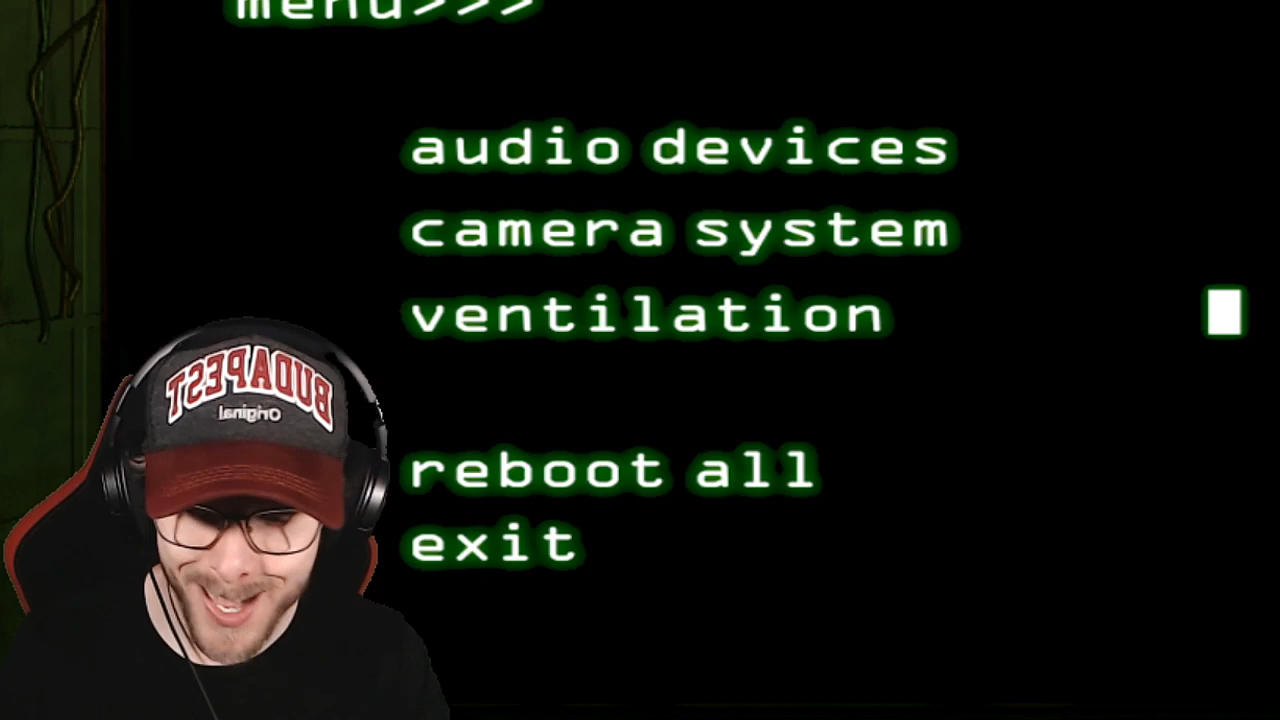 menu>>>
audio devices
camera system
ventilation
reboot all
exit
BUDAPEST
Original